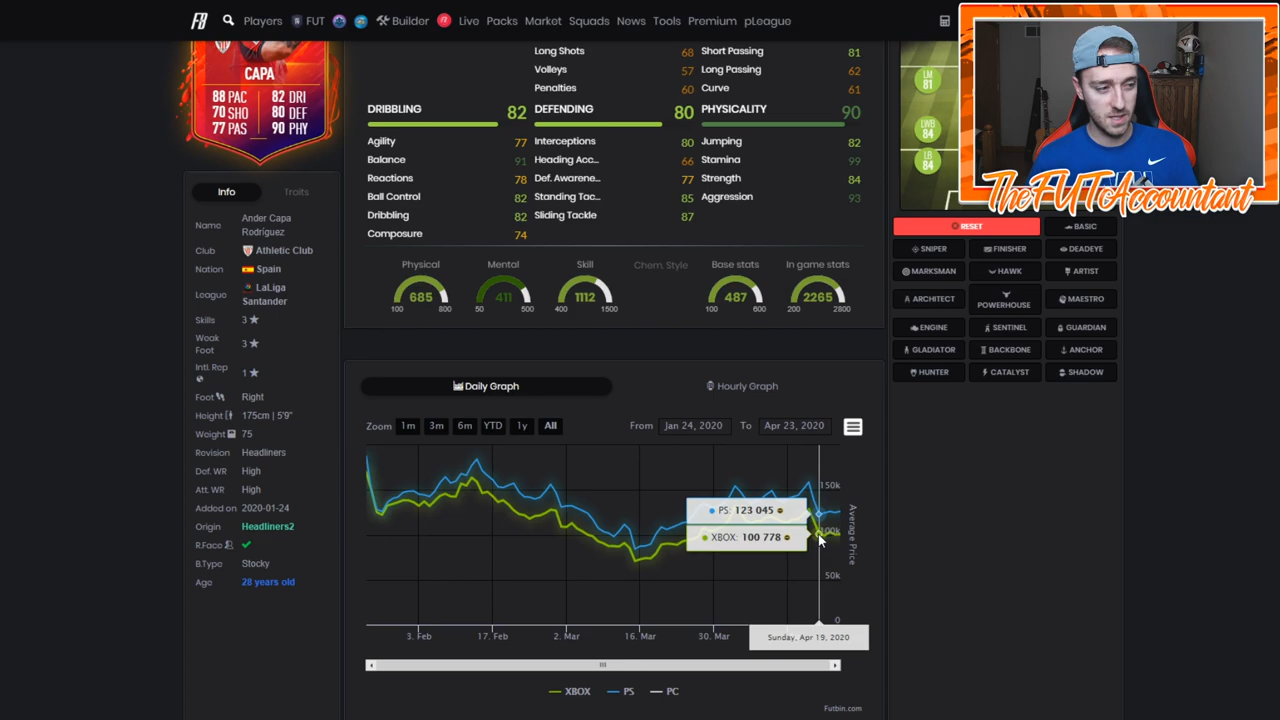 F8 Players FUT Builder Live Packs Market Squads News Tools Premium pLeague
CAPA
88 PAC 82 DRI
70 SHO 80 DEF
77 PAS 90 PHY
Long Shots 68 Short Passing 81
Volleys 57 Long Passing 62
Penalties 60 Curve 61
DRIBBLING 82 DEFENDING 80 PHYSICALITY 90
Agility 77 Interceptions 80 Jumping 82
Balance 91 Heading Acc... 66 Stamina 99
Reactions 78 Def. Awarene... 77 Strength 84
Ball Control 82 Standing Tac... 85 Aggression 93
Dribbling 82 Sliding Tackle 87
Composure 74
Physical Mental Skill Chem. Style Base stats In game stats
685 411 1112 487 2265
100 800 50 500 400 1500 100 600 200 2800
Info Traits
Name Ander Capa Rodríguez
Club Athletic Club
Nation Spain
League LaLiga Santander
Skills 3
Weak Foot 3
Intl. Rep 1
Foot Right
Height 175cm | 5'9"
Weight 75
Revision Headliners
Def. WR High
Att. WR High
Added on 2020-01-24
Origin Headliners2
R.Face
B.Type Stocky
Age 28 years old
Daily Graph Hourly Graph
Zoom 1m 3m 6m YTD 1y All From Jan 24, 2020 To Apr 23, 2020
150k
PS: 123 045
100k
XBOX: 100 778
50k
0
Average Price
3. Feb 17. Feb 2. Mar 16. Mar 30. Mar
Sunday, Apr 19, 2020
XBOX PS PC
Futbin.com
LM
81
LWB
84
LB
84
TheFUTAccountant
RESET BASIC
SNIPER FINISHER DEADEYE
MARKSMAN HAWK ARTIST
ARCHITECT POWERHOUSE MAESTRO
ENGINE SENTINEL GUARDIAN
GLADIATOR BACKBONE ANCHOR
HUNTER CATALYST SHADOW